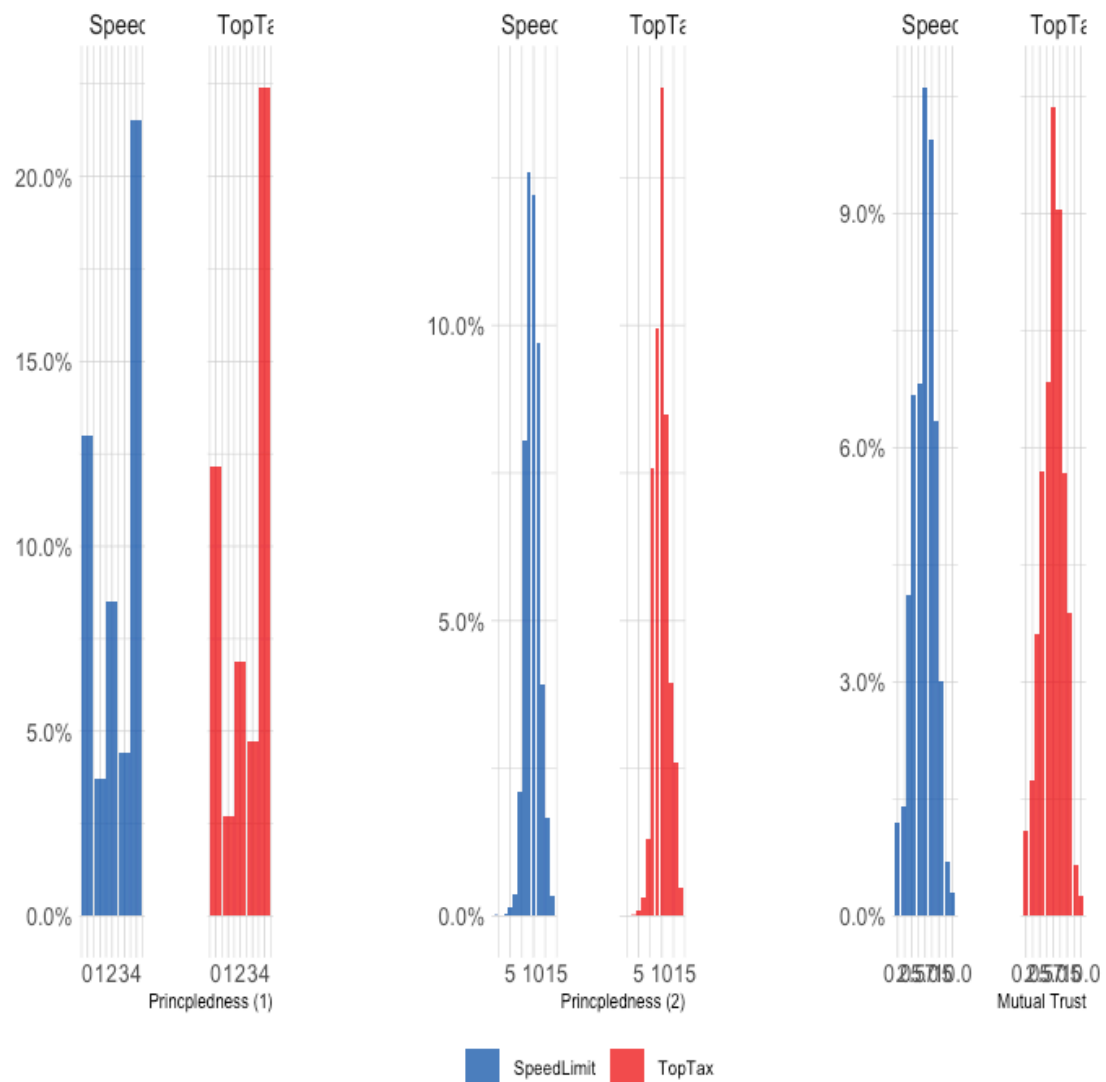 Speed TopTa Speed TopTa Speed TopTa
20.0%
15.0%
10.0%
5.0%
0.0%
01234 01234
Princpledness (1)
10.0%
5.0%
0.0%
5 1015 5 1015
Princpledness (2)
9.0%
6.0%
3.0%
0.0%
Mutual Trust
SpeedLimit TopTax